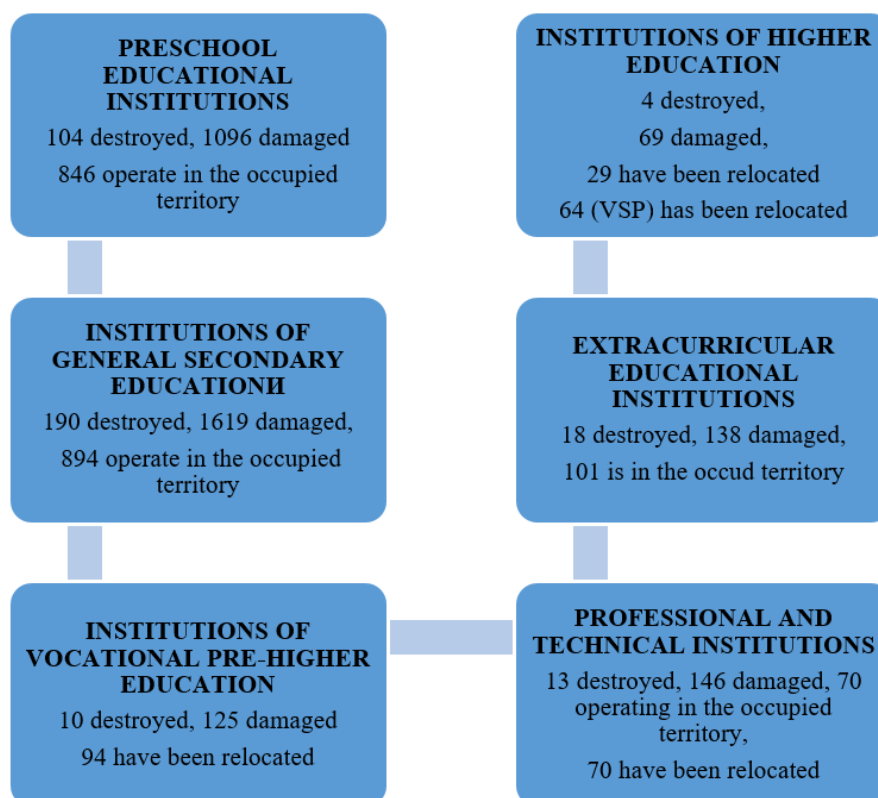 PRESCHOOL
EDUCATIONAL
INSTITUTIONS
104 destroyed, 1096 damaged
846 operate in the occupied
territory
INSTITUTIONS OF
GENERAL SECONDARY
EDUCATIONИ
190 destroyed, 1619 damaged,
894 operate in the occupied
territory
INSTITUTIONS OF
VOCATIONAL PRE-HIGHER
EDUCATION
10 destroyed, 125 damaged
94 have been relocated
PROFESSIONAL AND
TECHNICAL INSTITUTIONS
13 destroyed, 146 damaged, 70
operating in the occupied
territory,
70 have been relocated
EXTRACURRICULAR
EDUCATIONAL
INSTITUTIONS
18 destroyed, 138 damaged,
101 is in the occud territory
INSTITUTIONS OF HIGHER
EDUCATION
4 destroyed,
69 damaged,
29 have been relocated
64 (VSP) has been relocated